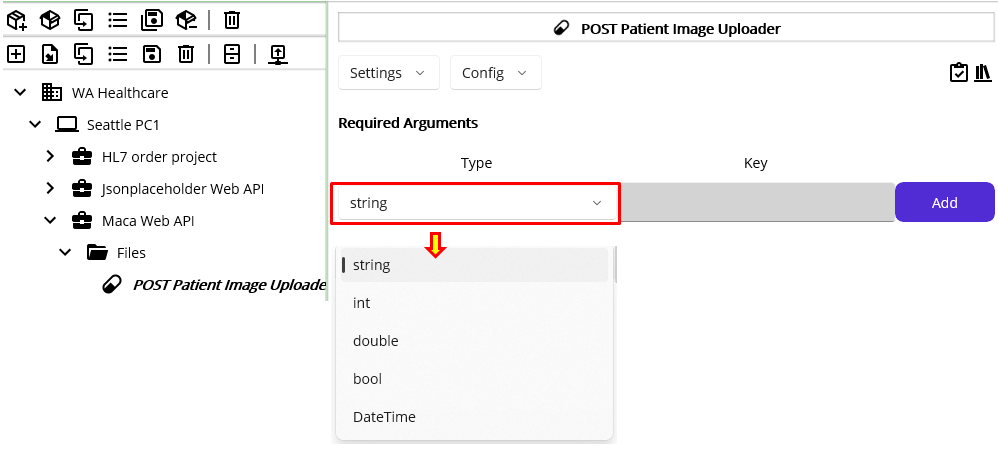 WA Healthcare
Seattle PC1
HL7 order project
Jsonplaceholder Web API
Maca Web API
Files
POST Patient Image Uploade
POST Patient Image Uploader
Settings
Config
Required Arguments
Type
Key
string
Add
string
int
double
bool
DateTime